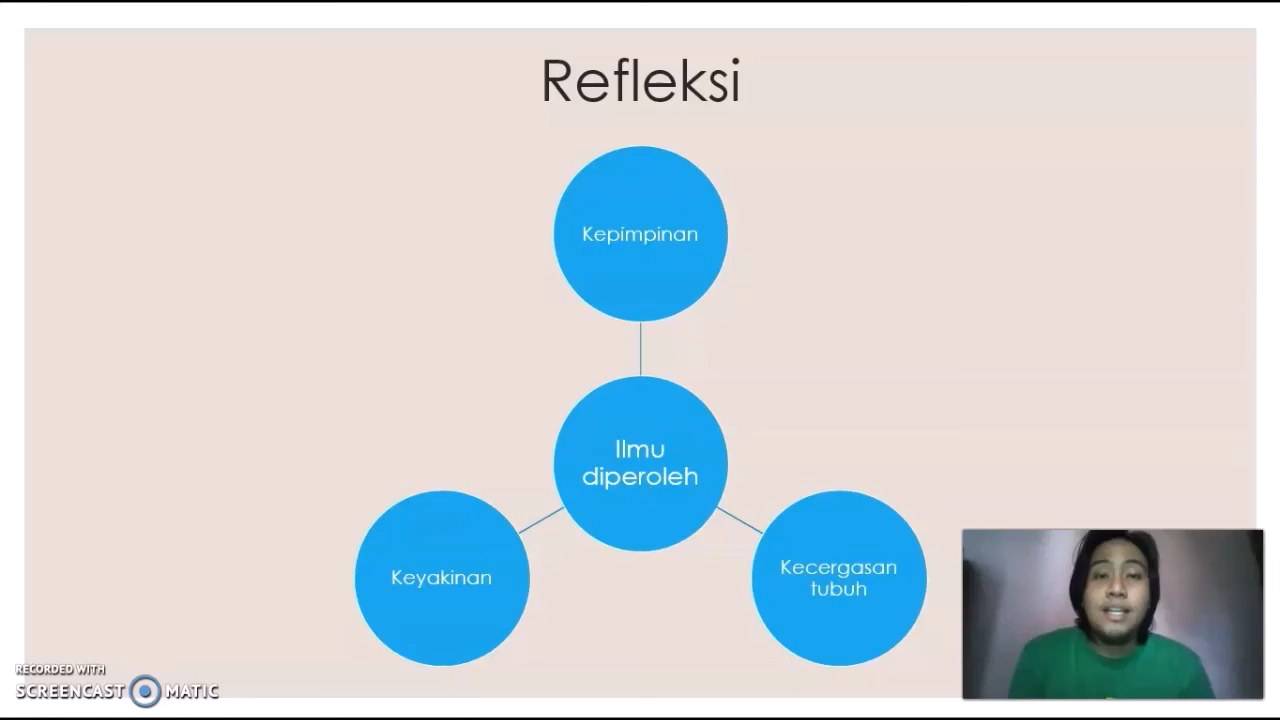 Refleksi
Kepimpinan
Ilmu
diperoleh
Keyakinan
Kecergasan
tubuh
RECORDED WITH
SCREENCAST MATIC